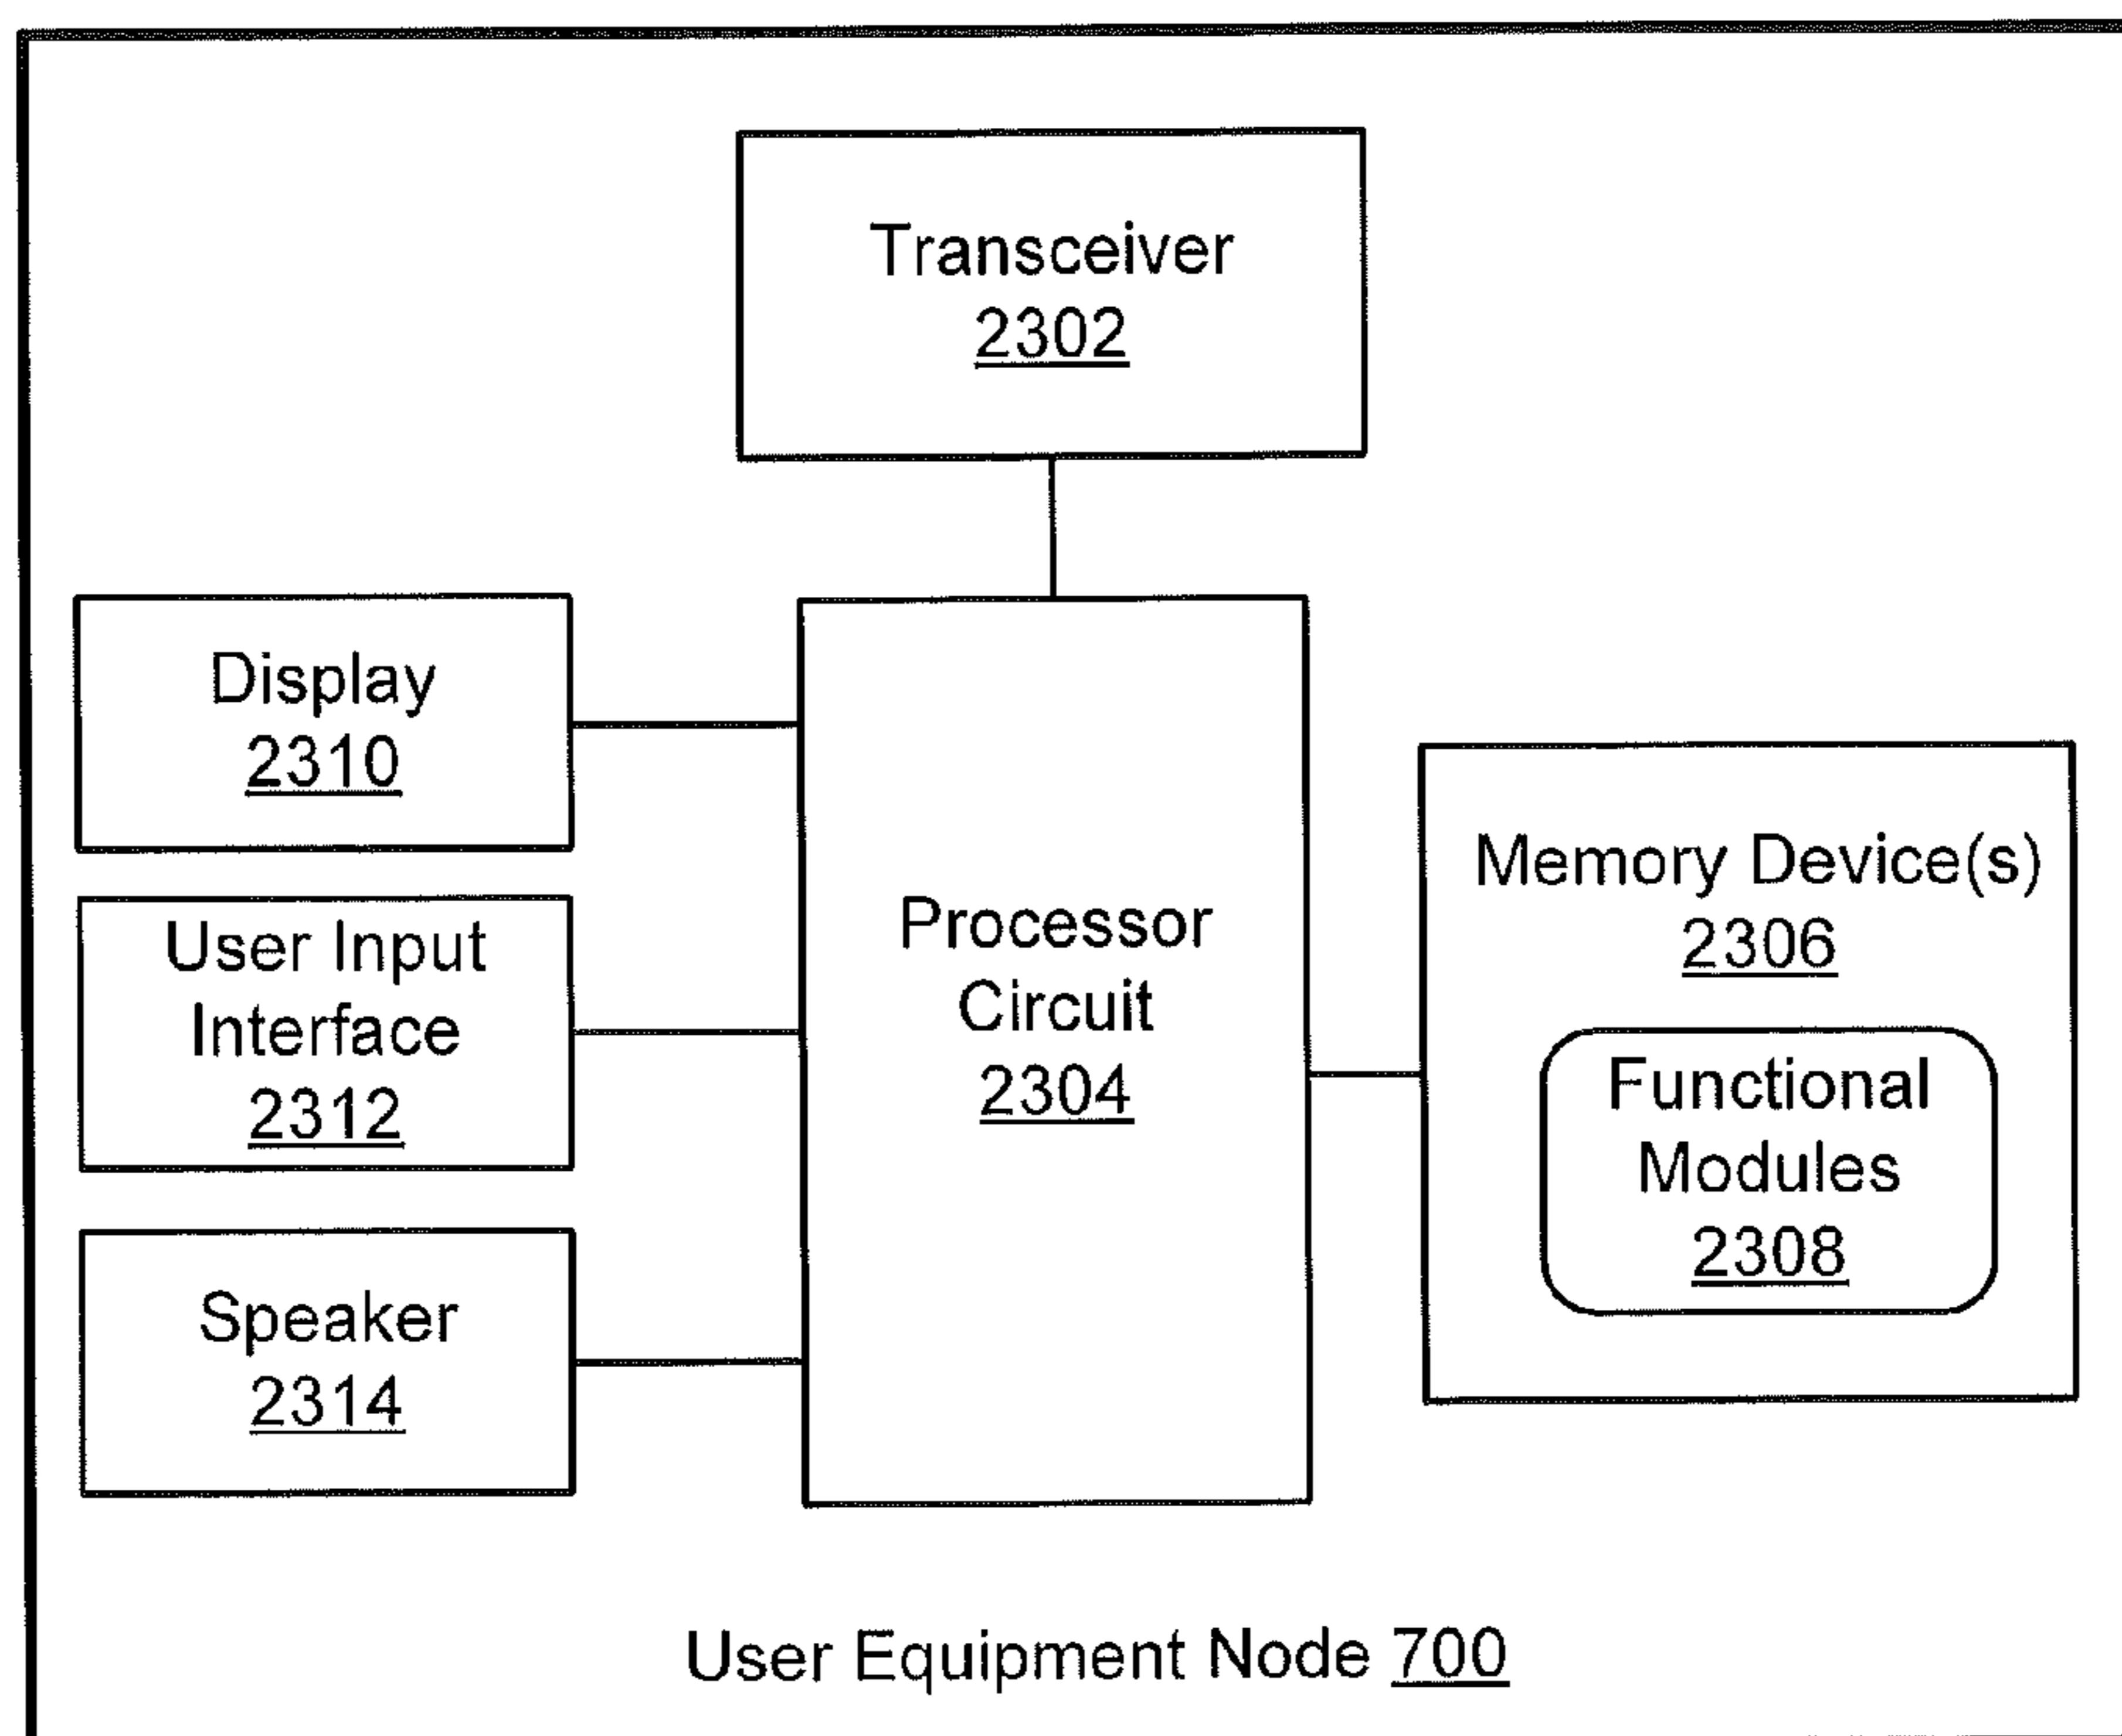 Transceiver
2302
Display
2310
User Input
Interface
2312
Speaker
2314
Processor
Circuit
2304
Memory Device(s)
2306
Functional
Modules
2308
User Equipment Node 700